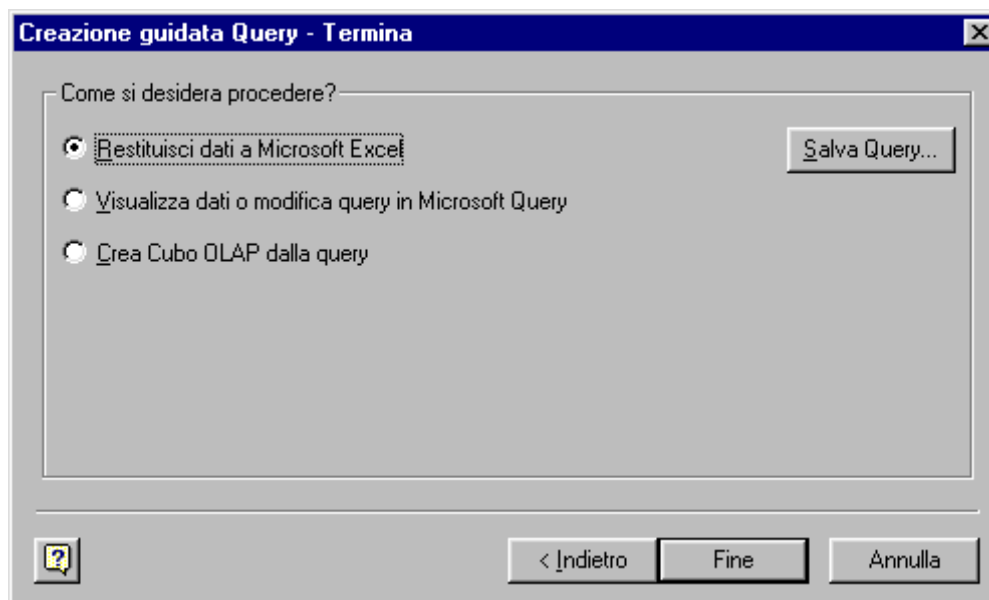 Creazione guidata Query - Termina
Come si desidera procedere?
Restituisci dati a Microsoft Excel
Salva Query...
Visualizza dati o modifica query in Microsoft Query
Crea Cubo OLAP dalla query
?
< Indietro
Fine
Annulla